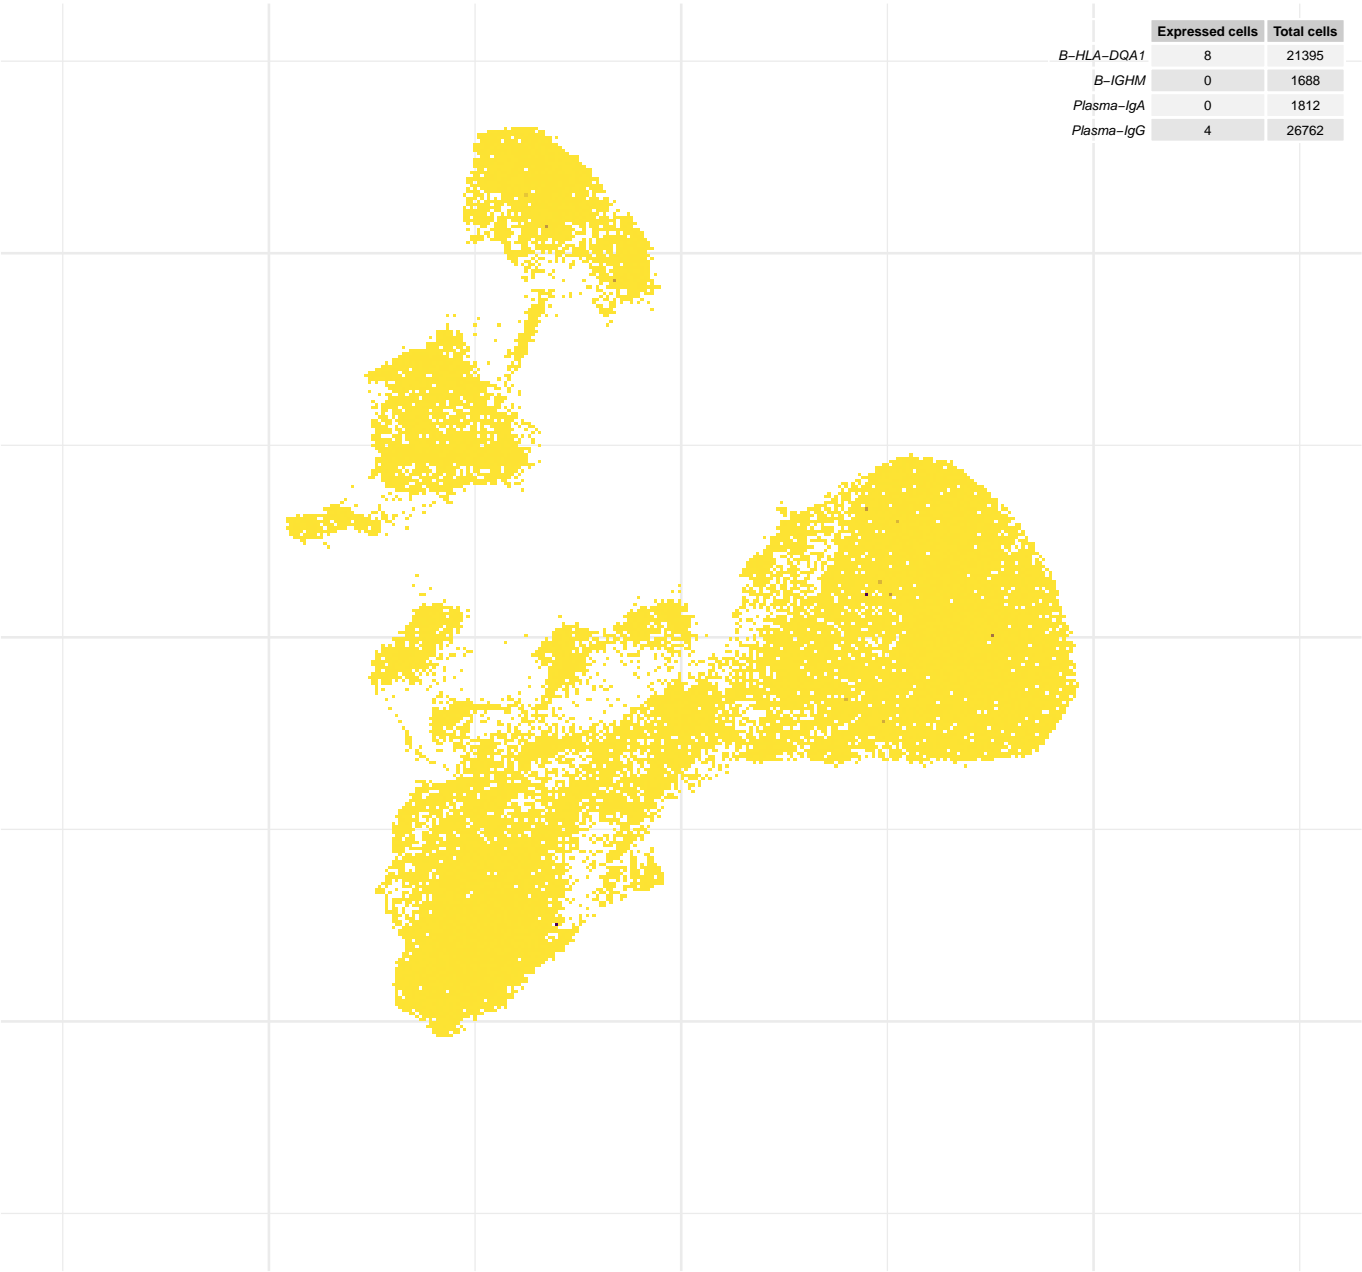 Expressed cells Total cells
B−HLA−DQA1 8 21395
B−IGHM 0 1688
Plasma−IgA 0 1812
Plasma−IgG 4 26762